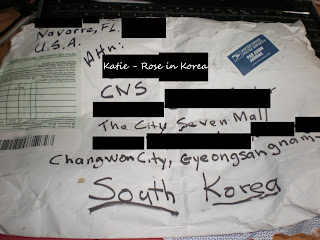 Navarre, FL.
U.S.A.
Attn:
Katie - Rose in Korea
CNS
The City Seven Mall
Changwon City, Gyeongsangnam-
South Korea